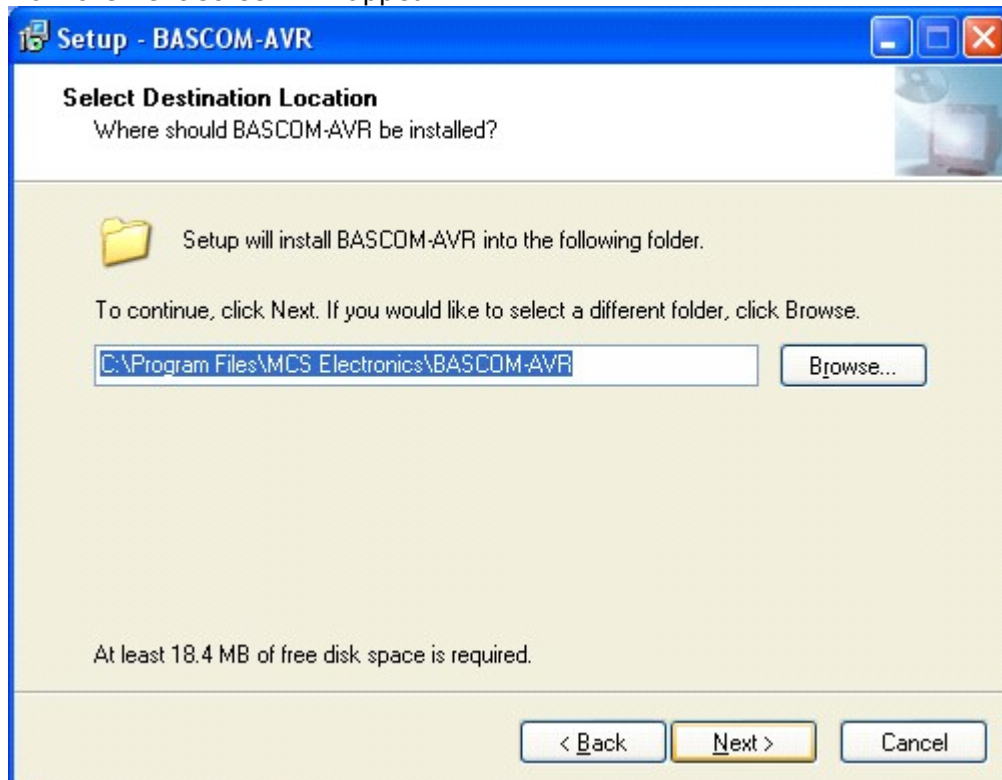 Setup - BASCOM-AVR
Select Destination Location
Where should BASCOM-AVR be installed?
Setup will install BASCOM-AVR into the following folder.
To continue, click Next. If you would like to select a different folder, click Browse.
C:\Program Files\MCS Electronics\BASCOM-AVR
Browse...
At least 18.4 MB of free disk space is required.
< Back
Next >
Cancel